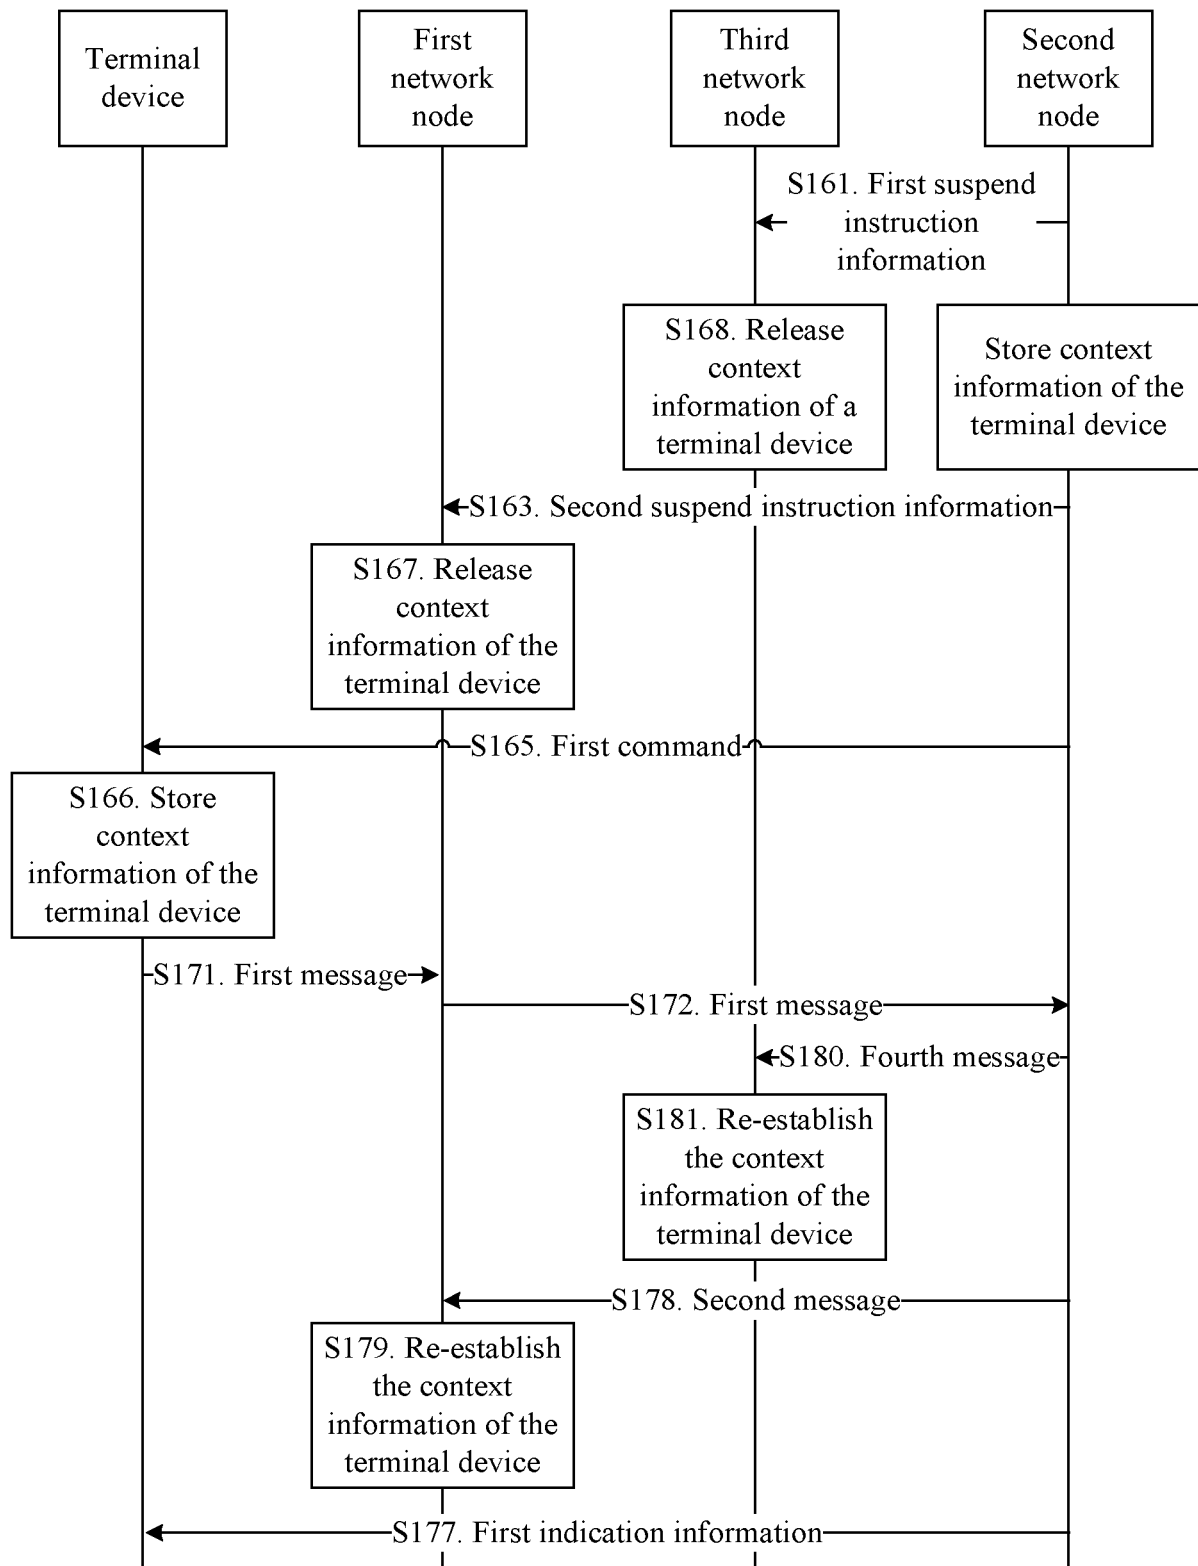 Terminal
device
First
network
node
Third
network
node
Second
network
node
S161. First suspend
instruction
information
S168. Release
context
information of a
terminal device
Store context
information of the
terminal device
S163. Second suspend instruction information
S167. Release
context
information of the
terminal device
S165. First command
S166. Store
context
information of the
terminal device
S171. First message
S172. First message
S180. Fourth message
S181. Re-establish
the context
information of the
terminal device
S178. Second message
S179. Re-establish
the context
information of the
terminal device
S177. First indication information